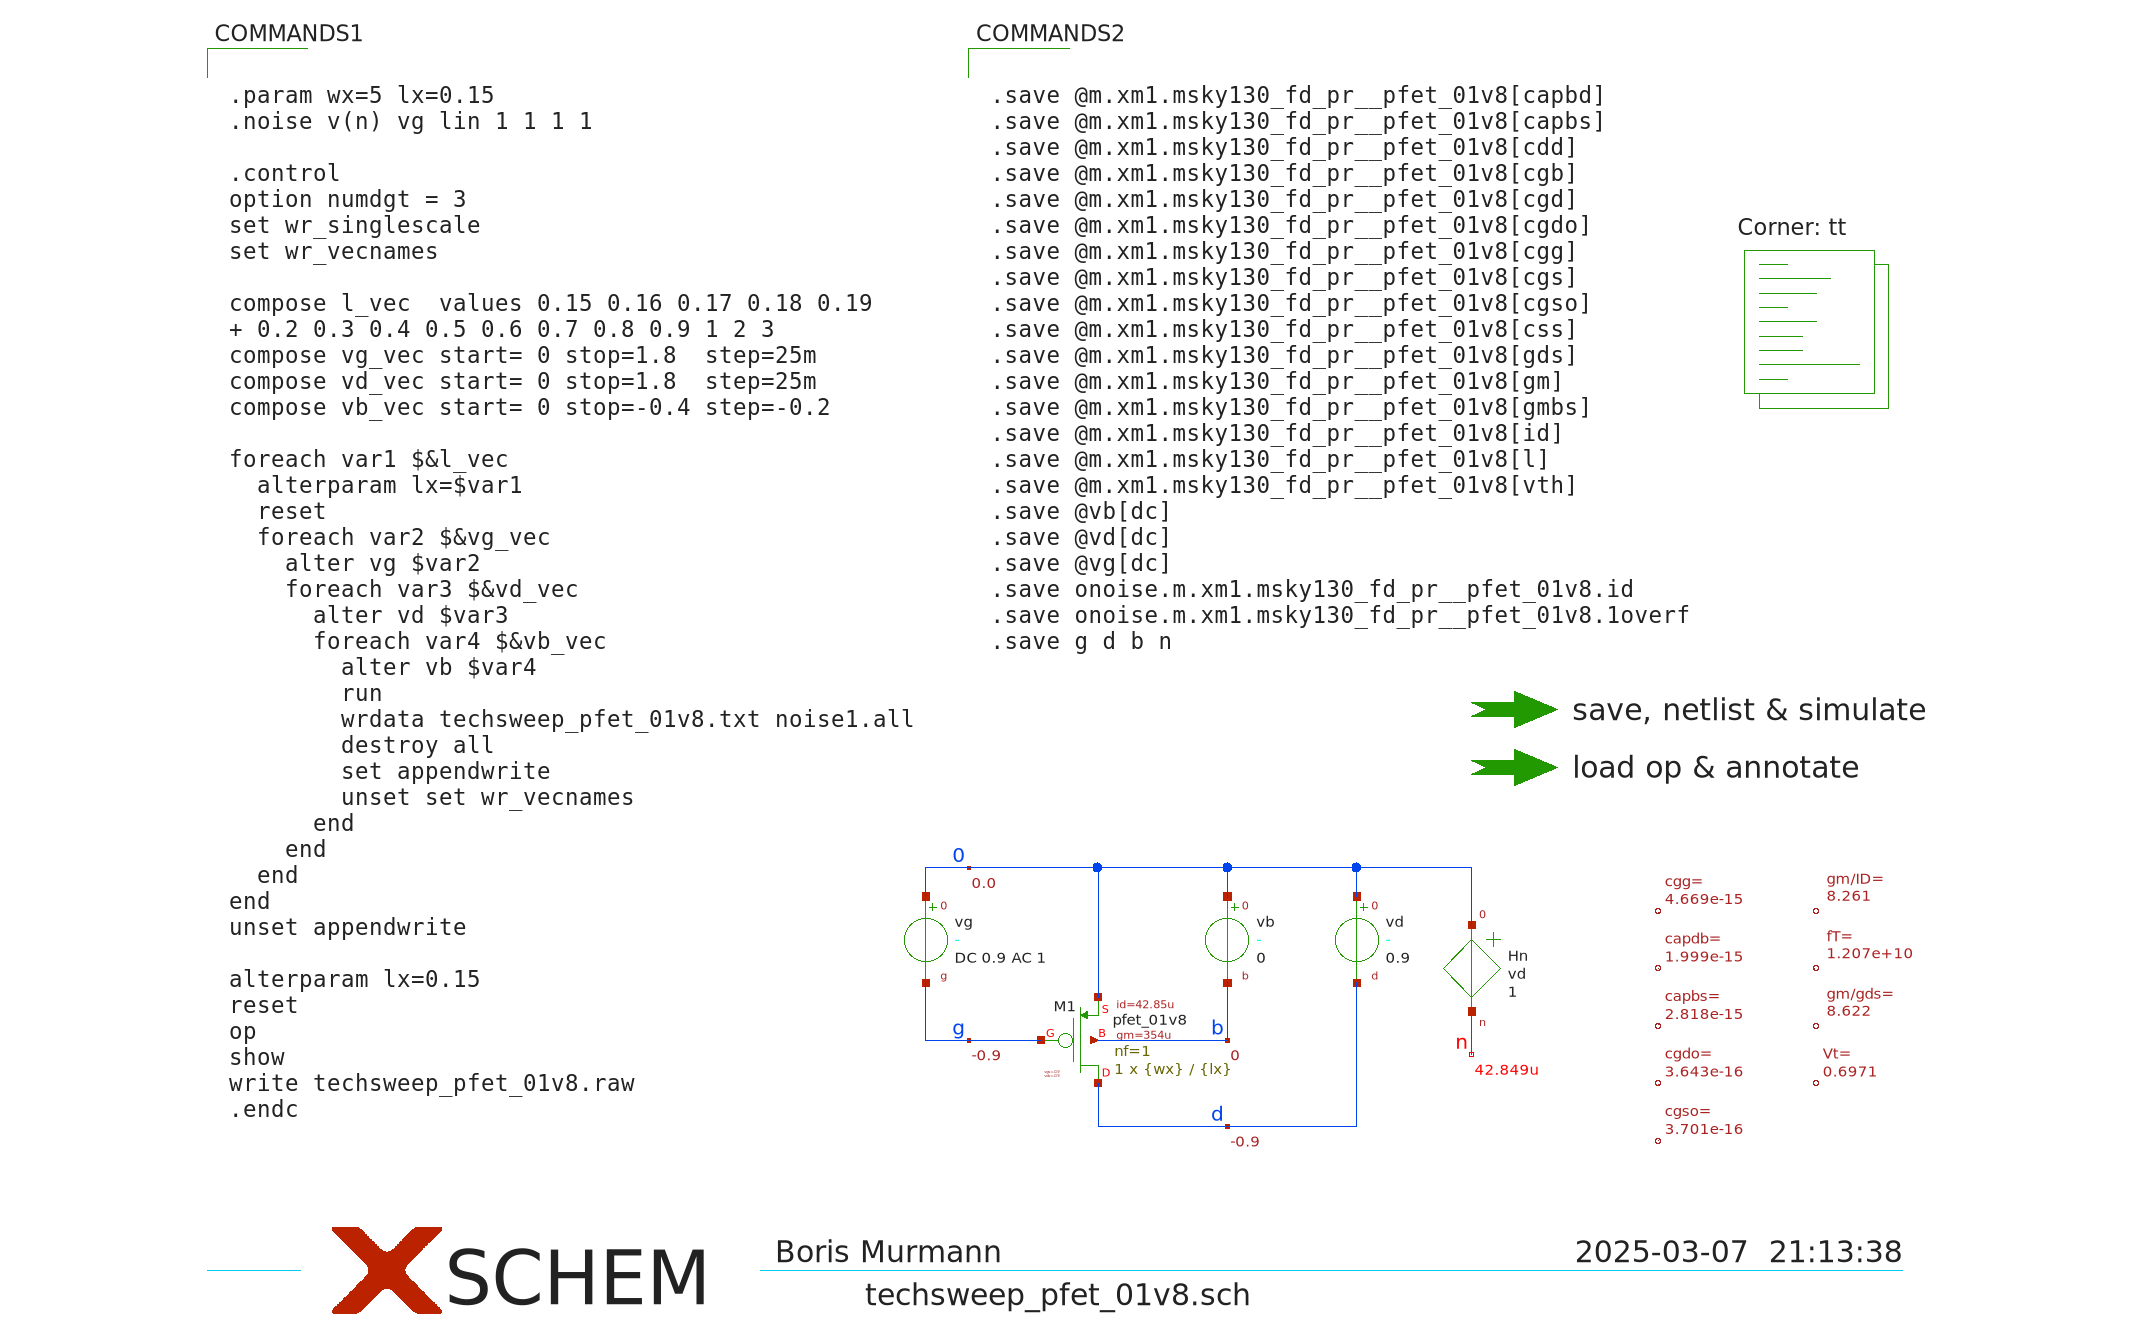 COMMANDS1
.param wx=5 lx=0.15
.noise v(n) vg lin 1 1 1 1
.control
option numdgt = 3
set wr_singlescale
set wr_vecnames
compose l_vec  values 0.15 0.16 0.17 0.18 0.19
+ 0.2 0.3 0.4 0.5 0.6 0.7 0.8 0.9 1 2 3
compose vg_vec start= 0 stop=1.8  step=25m
compose vd_vec start= 0 stop=1.8  step=25m
compose vb_vec start= 0 stop=-0.4 step=-0.2
foreach var1 $&l_vec
  alterparam lx=$var1
  reset
  foreach var2 $&vg_vec
    alter vg $var2
    foreach var3 $&vd_vec
      alter vd $var3
      foreach var4 $&vb_vec
        alter vb $var4
        run
        wrdata techsweep_pfet_01v8.txt noise1.all
        destroy all
        set appendwrite
        unset set wr_vecnames
      end
    end
  end
end
unset appendwrite
alterparam lx=0.15
reset
op
show
write techsweep_pfet_01v8.raw
.endc
COMMANDS2
.save @m.xm1.msky130_fd_pr__pfet_01v8[capbd]
.save @m.xm1.msky130_fd_pr__pfet_01v8[capbs]
.save @m.xm1.msky130_fd_pr__pfet_01v8[cdd]
.save @m.xm1.msky130_fd_pr__pfet_01v8[cgb]
.save @m.xm1.msky130_fd_pr__pfet_01v8[cgd]
.save @m.xm1.msky130_fd_pr__pfet_01v8[cgdo]
.save @m.xm1.msky130_fd_pr__pfet_01v8[cgg]
.save @m.xm1.msky130_fd_pr__pfet_01v8[cgs]
.save @m.xm1.msky130_fd_pr__pfet_01v8[cgso]
.save @m.xm1.msky130_fd_pr__pfet_01v8[css]
.save @m.xm1.msky130_fd_pr__pfet_01v8[gds]
.save @m.xm1.msky130_fd_pr__pfet_01v8[gm]
.save @m.xm1.msky130_fd_pr__pfet_01v8[gmbs]
.save @m.xm1.msky130_fd_pr__pfet_01v8[id]
.save @m.xm1.msky130_fd_pr__pfet_01v8[l]
.save @m.xm1.msky130_fd_pr__pfet_01v8[vth]
.save @vb[dc]
.save @vd[dc]
.save @vg[dc]
.save onoise.m.xm1.msky130_fd_pr__pfet_01v8.id
.save onoise.m.xm1.msky130_fd_pr__pfet_01v8.1overf
.save g d b n
Corner: tt
save, netlist & simulate
load op & annotate
0
0.0
0
vg
-
DC 0.9 AC 1
g
g
-0.9
M1
G
S
B
D
id=42.85u
pfet_01v8
gm=354u
nf=1
1 x {wx} / {lx}
0
vb
-
0
b
b
0
0
vd
-
0.9
d
d
-0.9
0
Hn
vd
1
n
n
42.849u
cgg=
4.669e-15
capdb=
1.999e-15
capbs=
2.818e-15
cgdo=
3.643e-16
cgso=
3.701e-16
gm/ID=
8.261
fT=
1.207e+10
gm/gds=
8.622
Vt=
0.6971
XSCHEM
Boris Murmann
2025-03-07  21:13:38
techsweep_pfet_01v8.sch